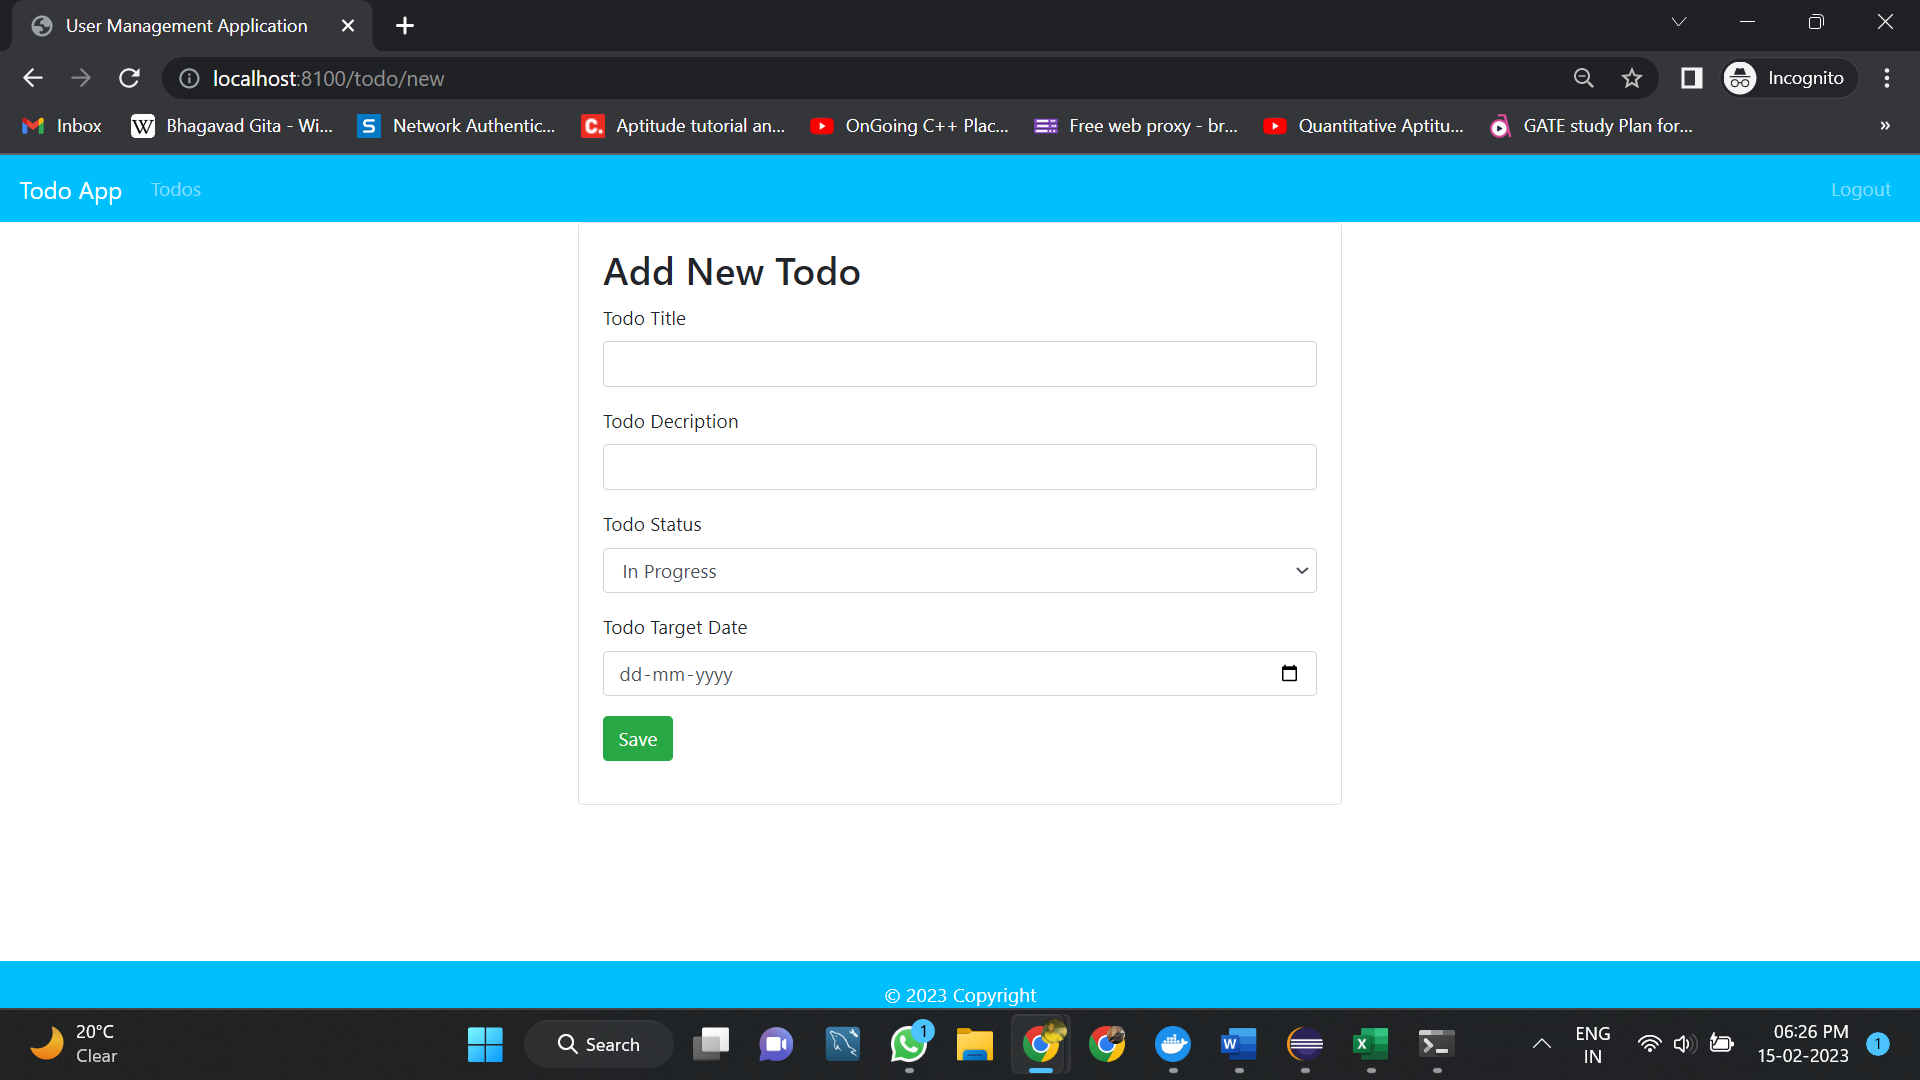 User Management Application
localhost:8100/todo/new
Incognito
Inbox
W
Bhagavad Gita - Wi...
S
Network Authentic...
C.
Aptitude tutorial an...
OnGoing C++ Plac...
Free web proxy - br...
Quantitative Aptitu...
GATE study Plan for...
»
Todo App
Todos
Logout
Add New Todo
Todo Title
Todo Decription
Todo Status
In Progress
Todo Target Date
dd-mm-yyyy
Save
© 2023 Copyright
20°C
Clear
Search
1
W
X
ENG
IN
06:26 PM
15-02-2023
1